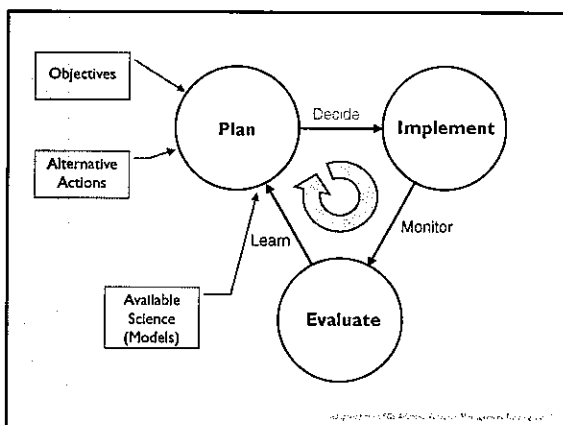 Objectives
Plan
Decide
Implement
Alternative
Actions
Learn
Monitor
Available
Science
(Models)
Evaluate